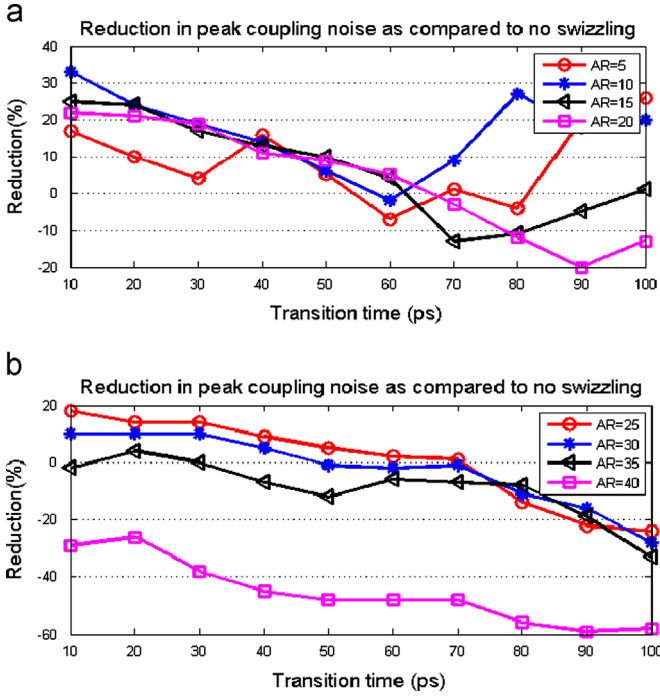 a
Reduction in peak coupling noise as compared to no swizzling
40
30
20
10
0
-10
-20
Reduction(%)
AR=5
AR=10
AR=15
AR=20
10 20 30 40 50 60 70 80 90 100
Transition time (ps)
b
Reduction in peak coupling noise as compared to no swizzling
20
0
-20
-40
-60
Reduction(%)
AR=25
AR=30
AR=35
AR=40
10 20 30 40 50 60 70 80 90 100
Transition time (ps)